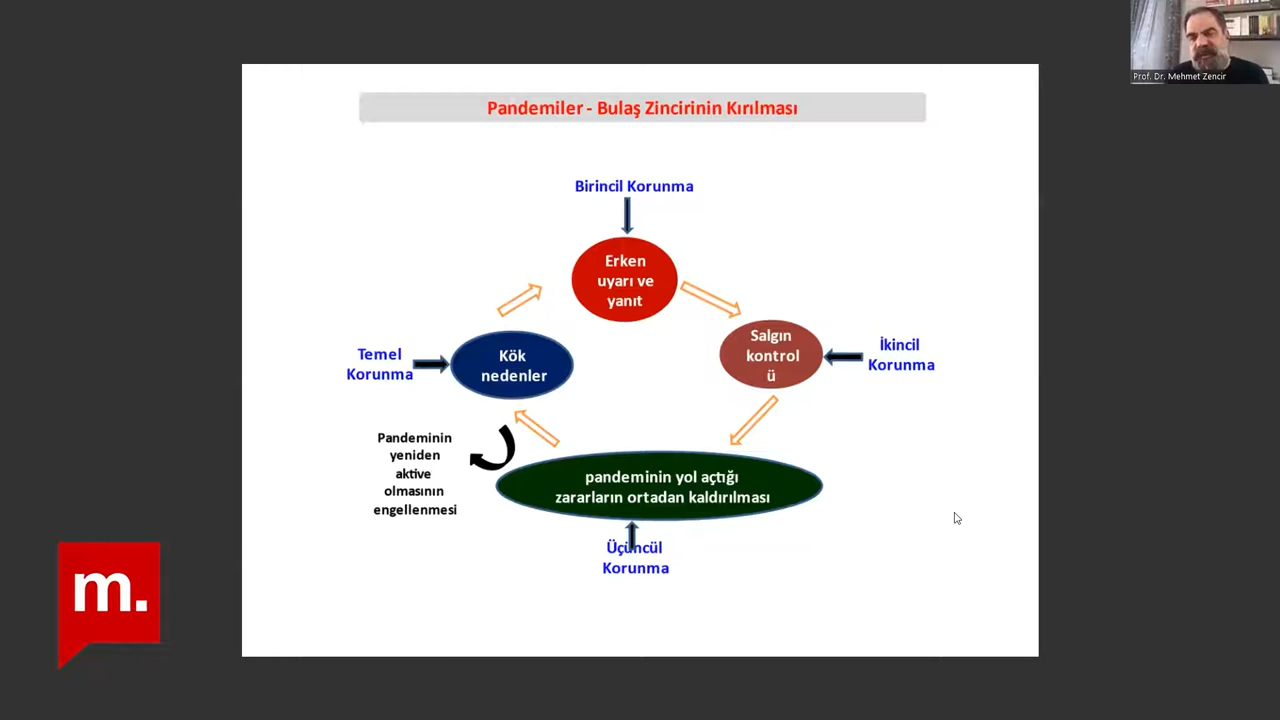 Prof. Dr. Mehmet Zencir
Pandemiler - Bulaş Zincirinin Kırılması
Birincil Korunma
Erken
uyarı ve
yanıt
Salgın
kontrol
ü
İkincil
Korunma
Temel
Korunma
Kök
nedenler
Pandeminin
yeniden
aktive
olmasının
engellenmesi
pandeminin yol açtığı
zararların ortadan kaldırılması
Üçüncül
Korunma
m.